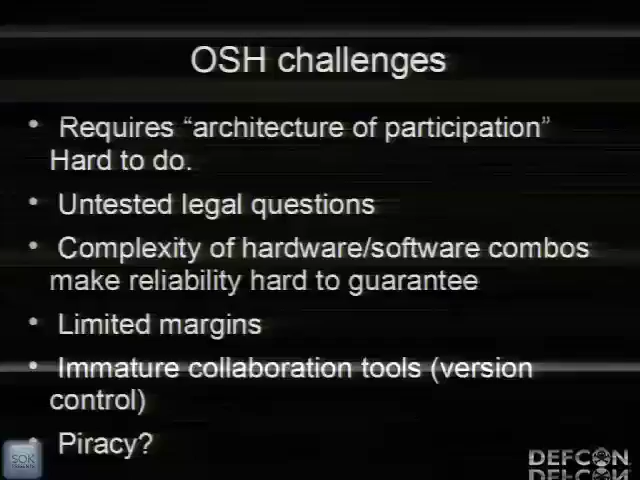 OSH challenges
• Requires “architecture of participation”
Hard to do.
• Untested legal questions
• Complexity of hardware/software combos
make reliability hard to guarantee
• Limited margins
• Immature collaboration tools (version
control)
• Piracy?
SOK
DEFCON